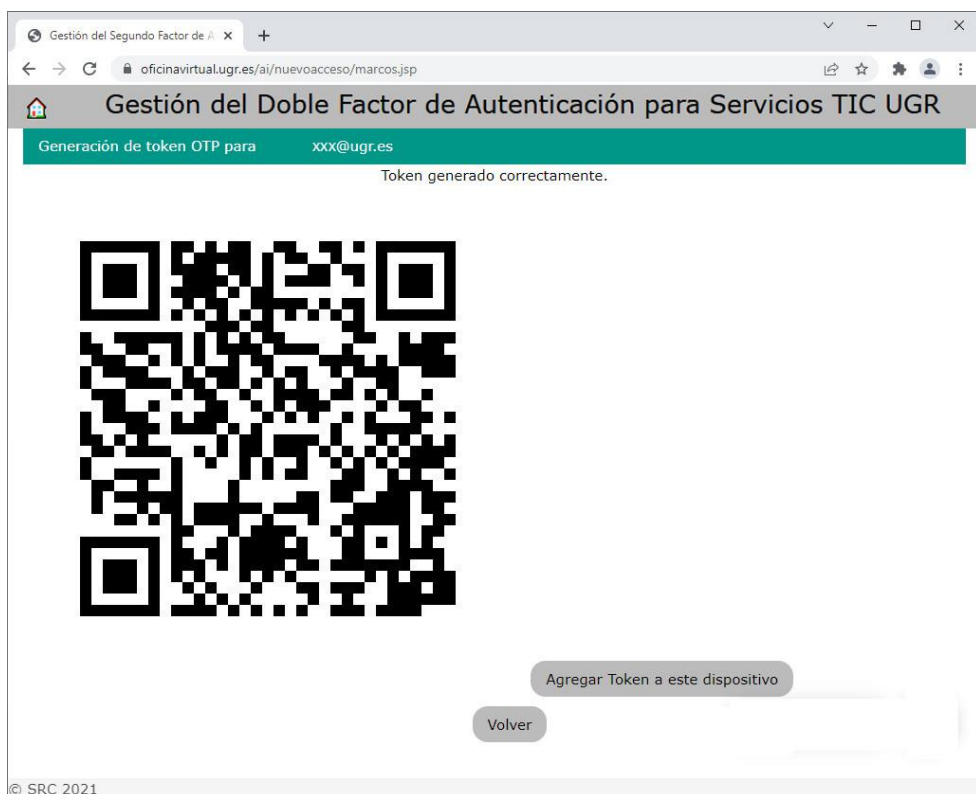 Gestión del Segundo Factor de A
oficinavirtual.ugr.es/ai/nuevoacceso/marcos.jsp
Gestión del Doble Factor de Autenticación para Servicios TIC UGR
Generación de token OTP para xxx@ugr.es
Token generado correctamente.
Agregar Token a este dispositivo
Volver
© SRC 2021